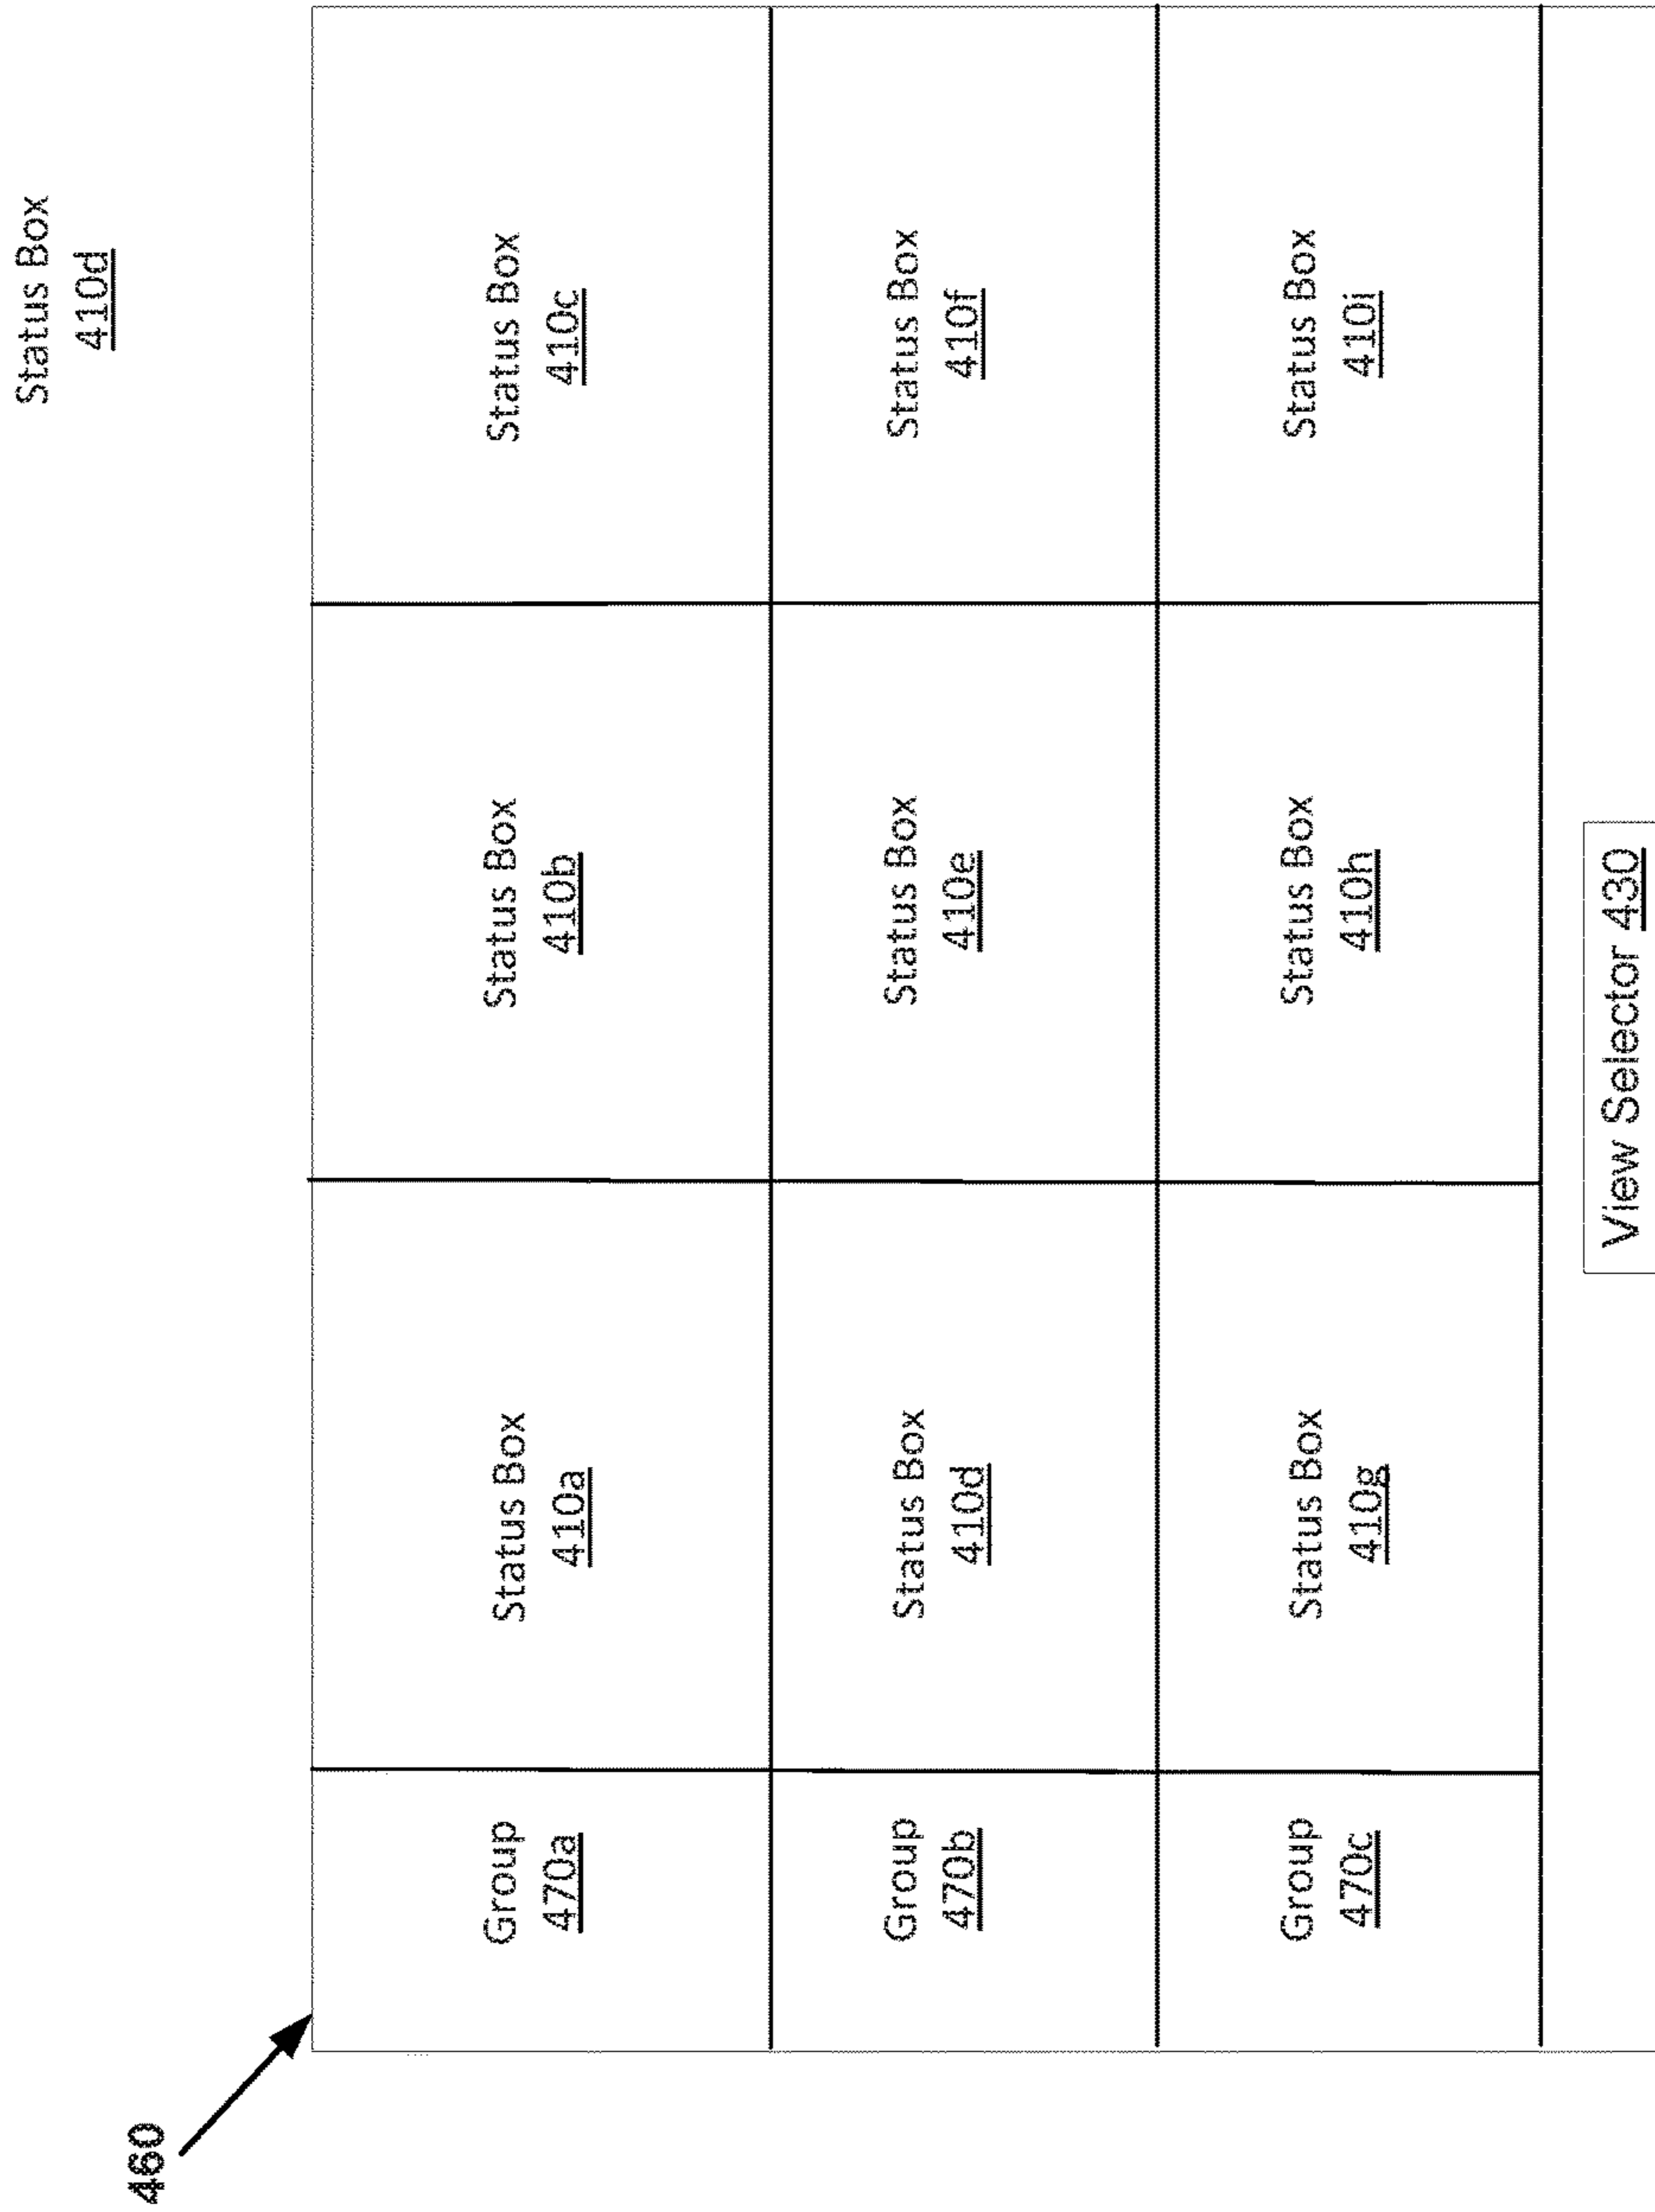 460
Status Box
410d
Group
470a
Status Box
410a
Status Box
410b
Status Box
410c
Group
470b
Status Box
410d
Status Box
410e
Status Box
410f
Group
470c
Status Box
410g
Status Box
410h
Status Box
410i
View Selector 430